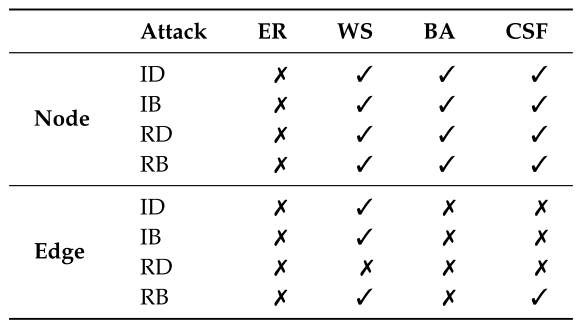 Attack ER WS BA CSF
Node
ID ✗ ✓ ✓ ✓
IB ✗ ✓ ✓ ✓
RD ✗ ✓ ✓ ✓
RB ✗ ✓ ✓ ✓
Edge
ID ✗ ✓ ✗ ✗
IB ✗ ✓ ✗ ✗
RD ✗ ✗ ✗ ✗
RB ✗ ✓ ✗ ✓